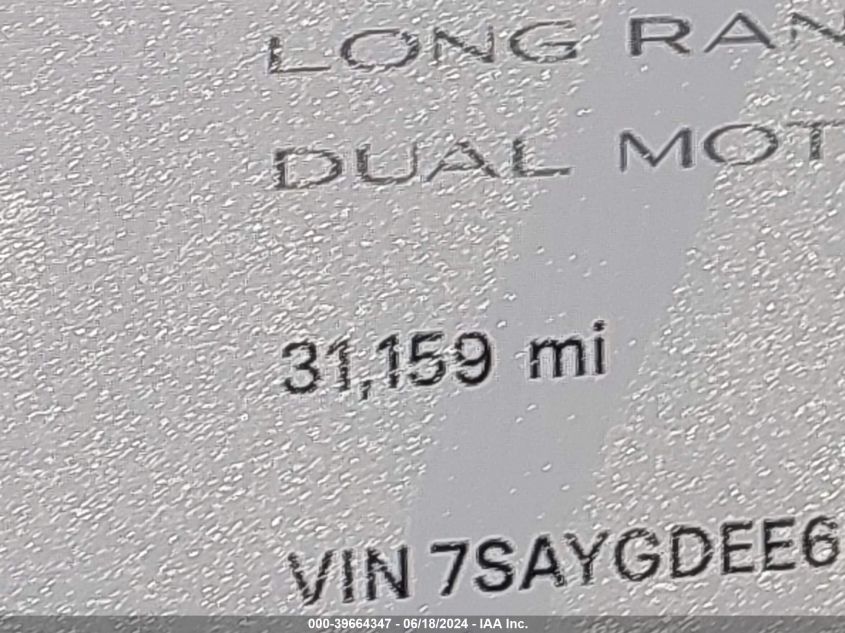 LONG RAN
DUAL MOT
31,159 mi
VIN 7SAYGDEE6
000-39664347 - 06/18/2024 - IAA Inc.